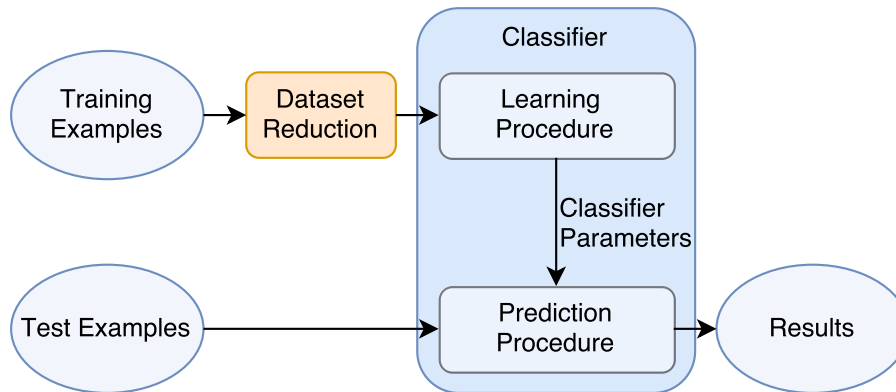 Classifier
Training
Examples
Dataset
Reduction
Learning
Procedure
Classifier
Parameters
Test Examples
Prediction
Procedure
Results